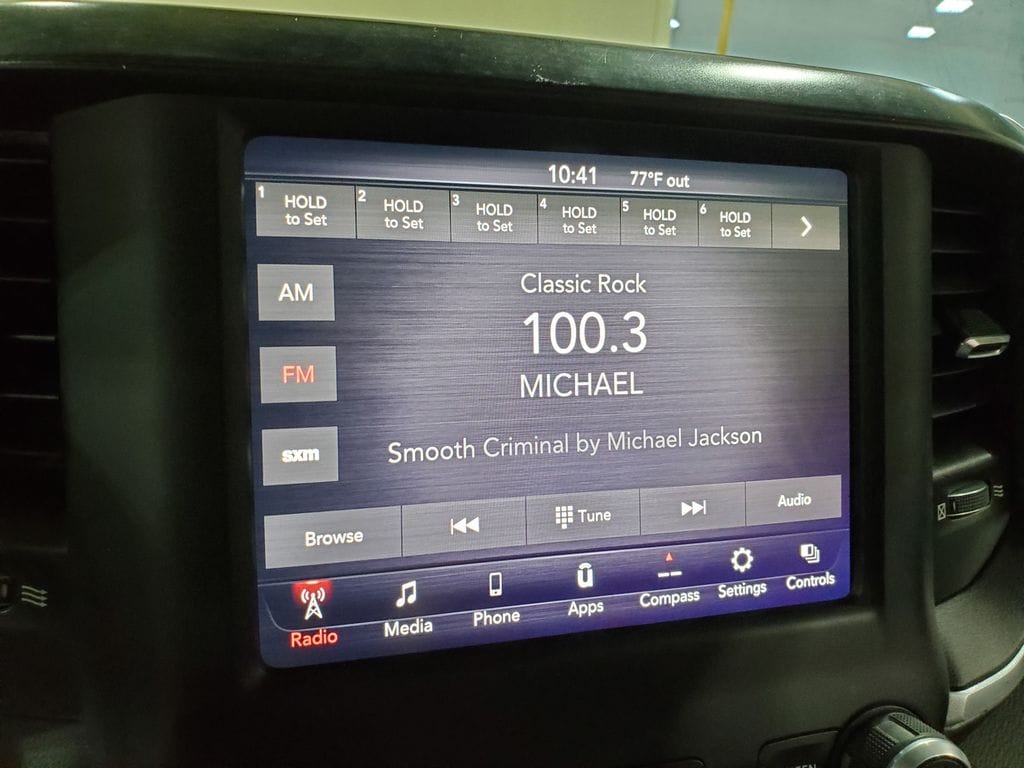 10:41 77°F out
1 HOLD to Set
2 HOLD to Set
3 HOLD to Set
4 HOLD to Set
5 HOLD to Set
6 HOLD to Set
AM
Classic Rock
100.3
FM
MICHAEL
Smooth Criminal by Michael Jackson
sxm
Browse
Tune
Audio
Radio
Media
Phone
Apps
Compass
Settings
Controls